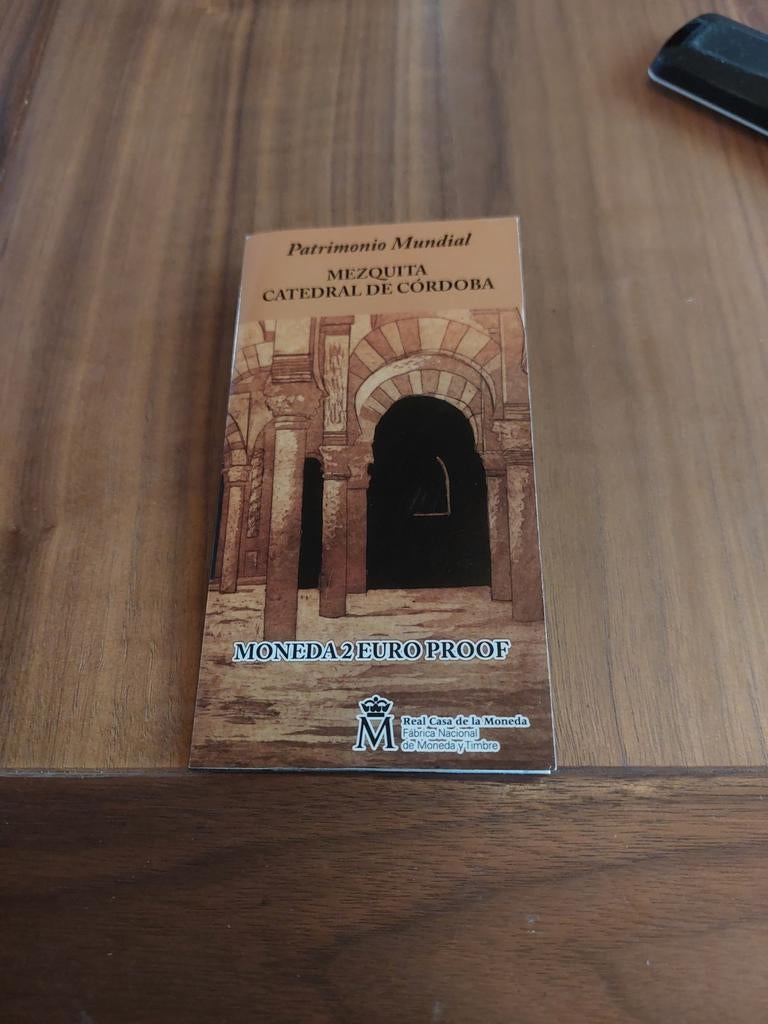 Patrimonio Mundial
MEZQUITA
CATEDRAL DE CÓRDOBA
MONEDA 2 EURO PROOF
M
Real Casa de la Moneda
Fábrica Nacional
de Moneda y Timbre